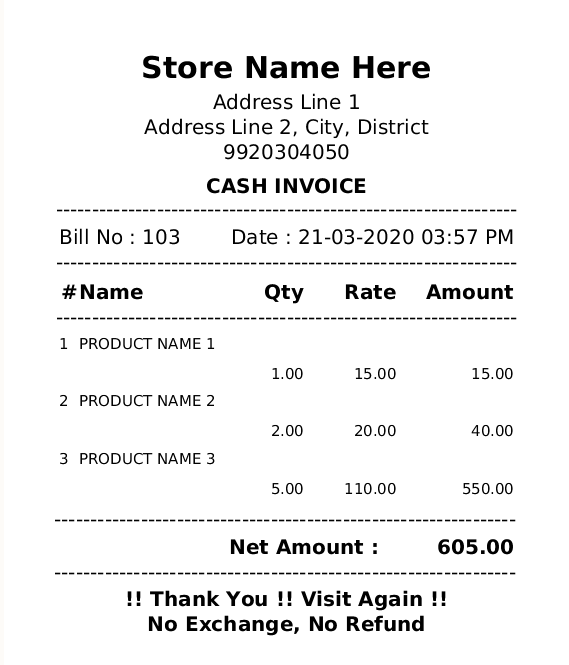 Store Name Here
Address Line 1
Address Line 2, City, District
9920304050
CASH INVOICE
Bill No : 103 Date : 21-03-2020 03:57 PM
#Name Qty Rate Amount
1 PRODUCT NAME 1
1.00 15.00 15.00
2 PRODUCT NAME 2
2.00 20.00 40.00
3 PRODUCT NAME 3
5.00 110.00 550.00
Net Amount : 605.00
!! Thank You !! Visit Again !!
No Exchange, No Refund